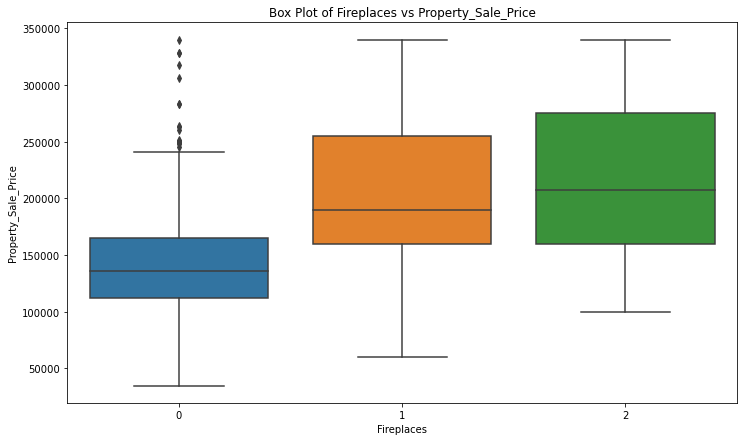 Box Plot of Fireplaces vs Property_Sale_Price
350000
300000
250000
200000
150000
100000
50000
Property_Sale_Price
0 1 2
Fireplaces